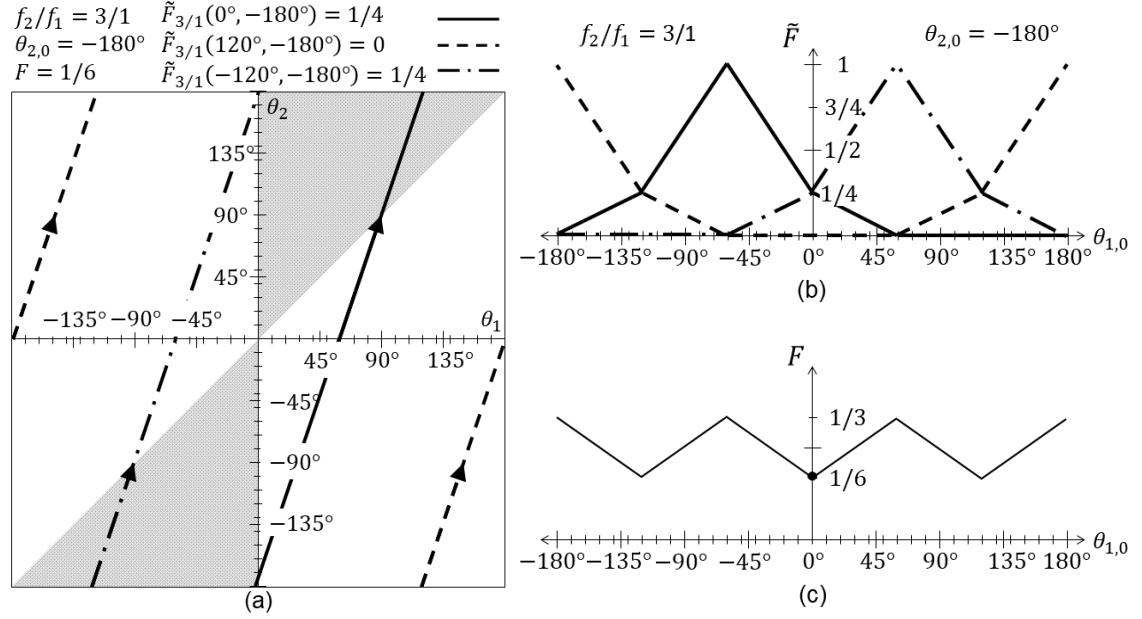 f₂/f₁ = 3/1 F̃₃/₁(0°, −180°) = 1/4
θ₂,₀ = −180° F̃₃/₁(120°, −180°) = 0
F = 1/6 F̃₃/₁(−120°, −180°) = 1/4
θ₂
135°
90°
45°
−135° −90° −45° θ₁
45° 90° 135°
−45°
−90°
−135°
(a)
f₂/f₁ = 3/1 F̃ θ₂,₀ = −180°
1
3/4
1/2
1/4
θ₁,₀
−180° −135° −90° −45° 0° 45° 90° 135° 180°
(b)
F
1/3
1/6
θ₁,₀
−180° −135° −90° −45° 0° 45° 90° 135° 180°
(c)